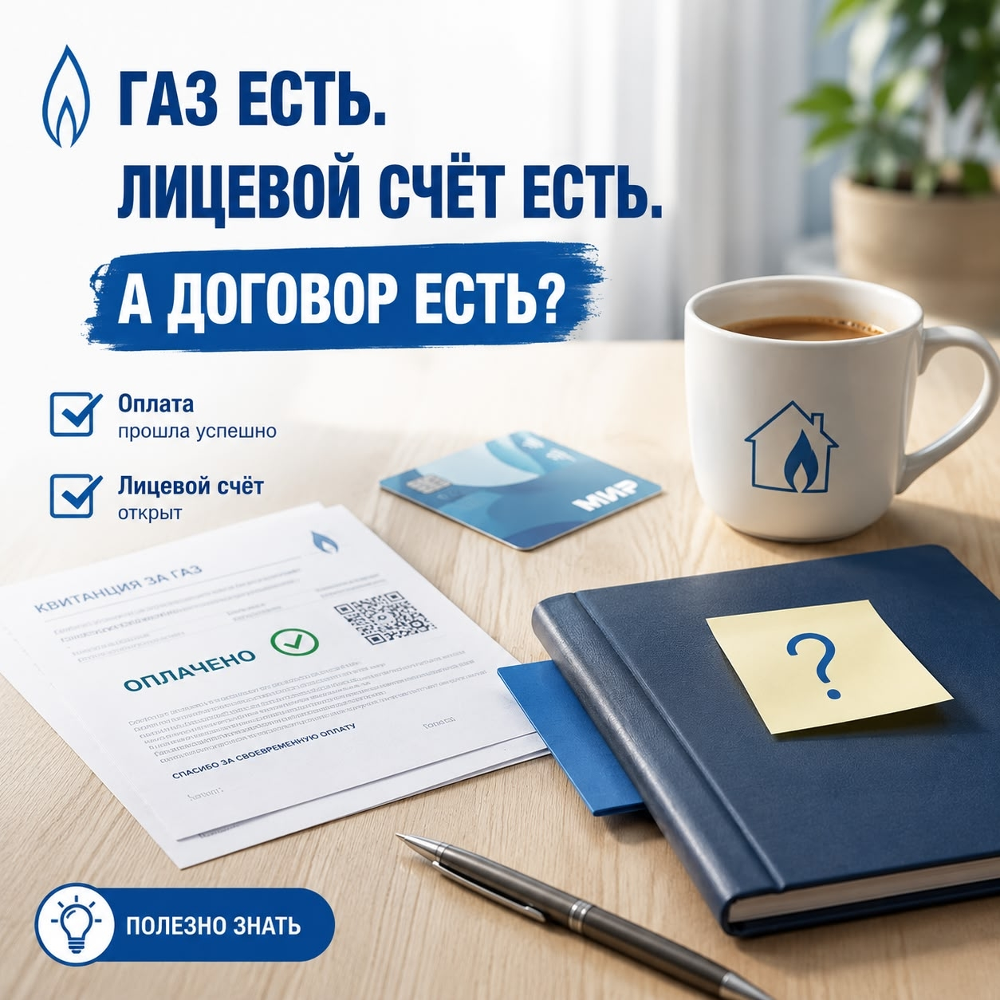 ГАЗ ЕСТЬ.
ЛИЦЕВОЙ СЧЁТ ЕСТЬ.
А ДОГОВОР ЕСТЬ?
Оплата
прошла успешно
Лицевой счёт
открыт
МИР
КВИТАНЦИЯ ЗА ГАЗ
ОПЛАЧЕНО
СПАСИБО ЗА СВОЕВРЕМЕННУЮ ОПЛАТУ
?
ПОЛЕЗНО ЗНАТЬ